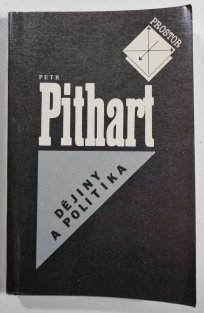 PROSTOR
PETR
Pithart
DĚJINY
A POLITIKA